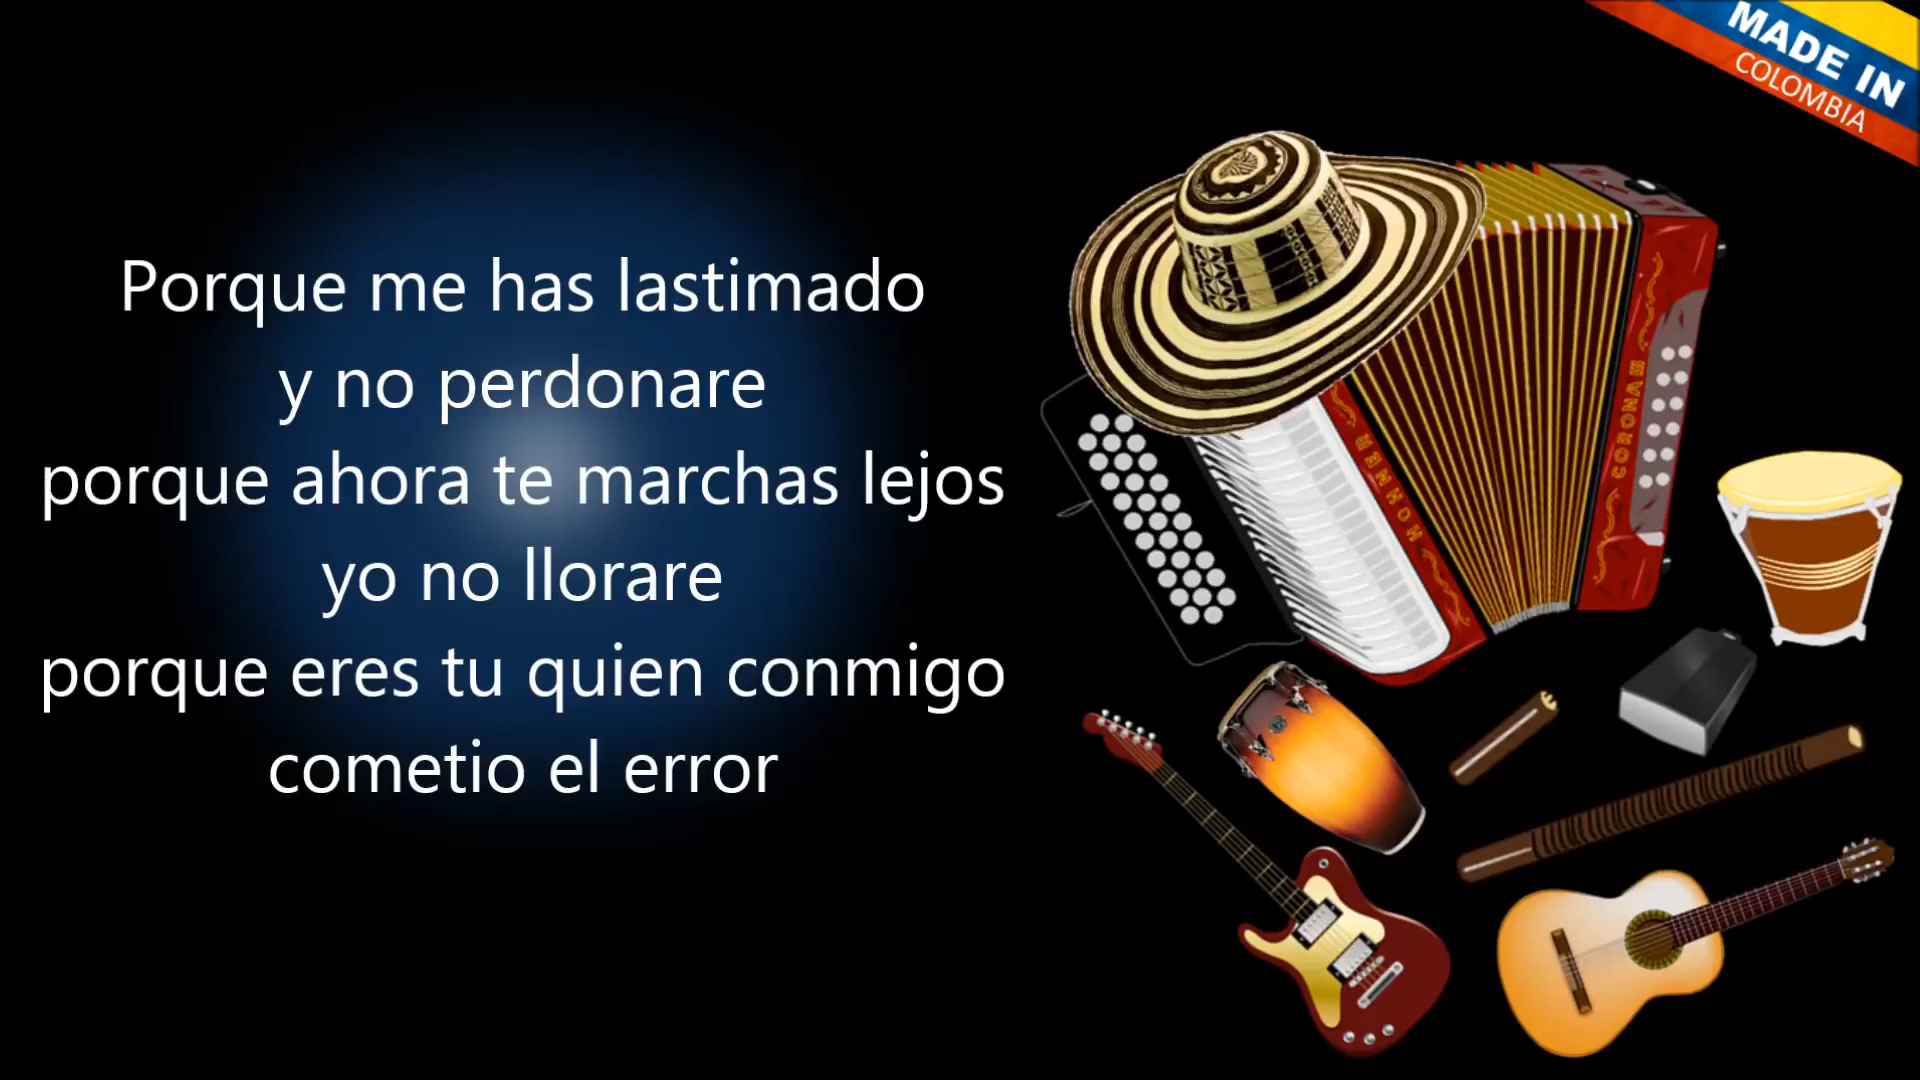 MADE IN
COLOMBIA
Porque me has lastimado
y no perdonare
porque ahora te marchas lejos
yo no llorare
porque eres tu quien conmigo
cometio el error
HOHNER
CORONA III